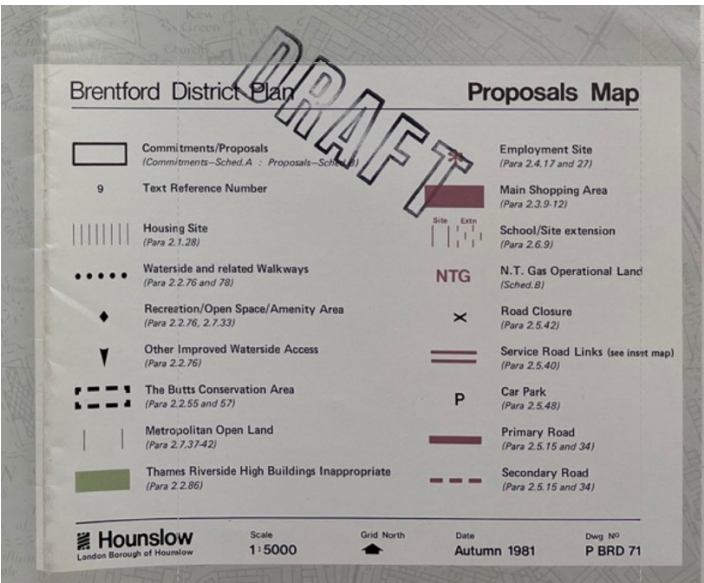 Kew
Green
Church
Brentford District Plan
Proposals Map
DRAFT
Commitments/Proposals
(Commitments—Sched.A : Proposals—Sched.B)
9 Text Reference Number
Housing Site
(Para 2.1.28)
Waterside and related Walkways
(Para 2.2.76 and 78)
Recreation/Open Space/Amenity Area
(Para 2.2.76, 2.7.33)
Other Improved Waterside Access
(Para 2.2.76)
The Butts Conservation Area
(Para 2.2.55 and 57)
Metropolitan Open Land
(Para 2.7.37-42)
Thames Riverside High Buildings Inappropriate
(Para 2.2.86)
Employment Site
(Para 2.4.17 and 27)
Main Shopping Area
(Para 2.3.9-12)
Site Extn
School/Site extension
(Para 2.6.9)
NTG N.T. Gas Operational Land
(Sched.B)
Road Closure
(Para 2.5.42)
Service Road Links (see inset map)
(Para 2.5.40)
P Car Park
(Para 2.5.48)
Primary Road
(Para 2.5.15 and 34)
Secondary Road
(Para 2.5.15 and 34)
Hounslow
London Borough of Hounslow
Scale
1:5000
Grid North
Date
Autumn 1981
Dwg Nº
P BRD 71